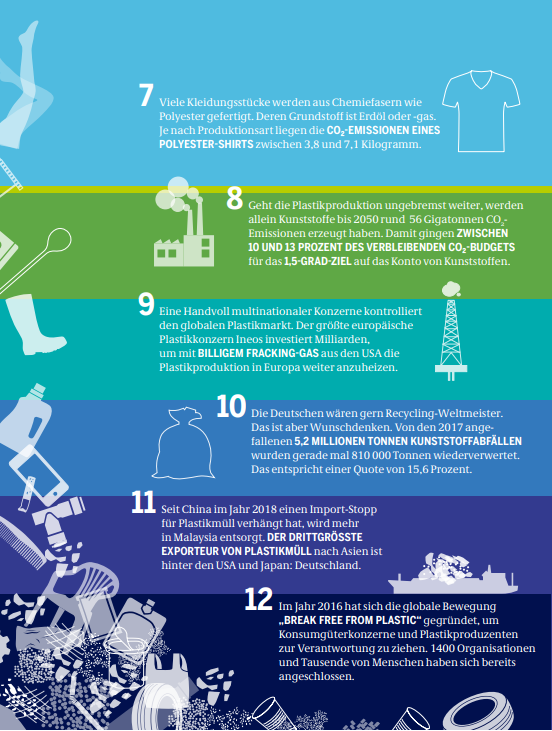 7 Viele Kleidungsstücke werden aus Chemiefasern wie
Polyester gefertigt. Deren Grundstoff ist Erdöl oder -gas.
Je nach Produktionsart liegen die CO₂-EMISSIONEN EINES
POLYESTER-SHIRTS zwischen 3,8 und 7,1 Kilogramm.
8 Geht die Plastikproduktion ungebremst weiter, werden
allein Kunststoffe bis 2050 rund 56 Gigatonnen CO₂-
Emissionen erzeugt haben. Damit gingen ZWISCHEN
10 UND 13 PROZENT DES VERBLEIBENDEN CO₂-BUDGETS
für das 1,5-GRAD-ZIEL auf das Konto von Kunststoffen.
9 Eine Handvoll multinationaler Konzerne kontrolliert
den globalen Plastikmarkt. Der größte europäische
Plastikkonzern Ineos investiert Milliarden,
um mit BILLIGEM FRACKING-GAS aus den USA die
Plastikproduktion in Europa weiter anzuheizen.
10 Die Deutschen wären gern Recycling-Weltmeister.
Das ist aber Wunschdenken. Von den 2017 ange-
fallenen 5,2 MILLIONEN TONNEN KUNSTSTOFFABFÄLLEN
wurden gerade mal 810 000 Tonnen wiederverwertet.
Das entspricht einer Quote von 15,6 Prozent.
11 Seit China im Jahr 2018 einen Import-Stopp
für Plastikmüll verhängt hat, wird mehr
in Malaysia entsorgt. DER DRITTGRÖSSTE
EXPORTEUR VON PLASTIKMÜLL nach Asien ist
hinter den USA und Japan: Deutschland.
12 Im Jahr 2016 hat sich die globale Bewegung
„BREAK FREE FROM PLASTIC“ gegründet, um
Konsumgüterkonzerne und Plastikproduzenten
zur Verantwortung zu ziehen. 1400 Organisationen
und Tausende von Menschen haben sich bereits
angeschlossen.